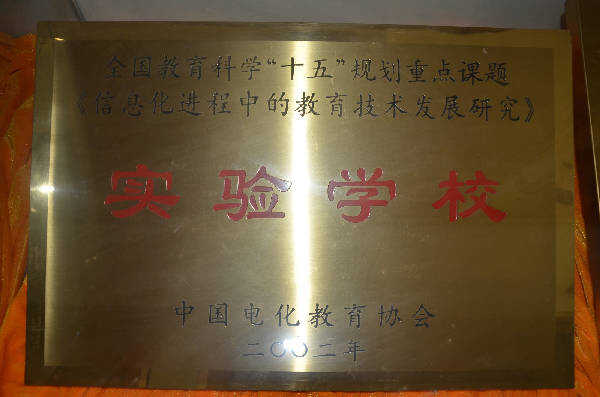 全国教育科学“十五”规划重点课题
《信息化进程中的教育技术发展研究》
实验学校
中国电化教育协会
二〇〇二年